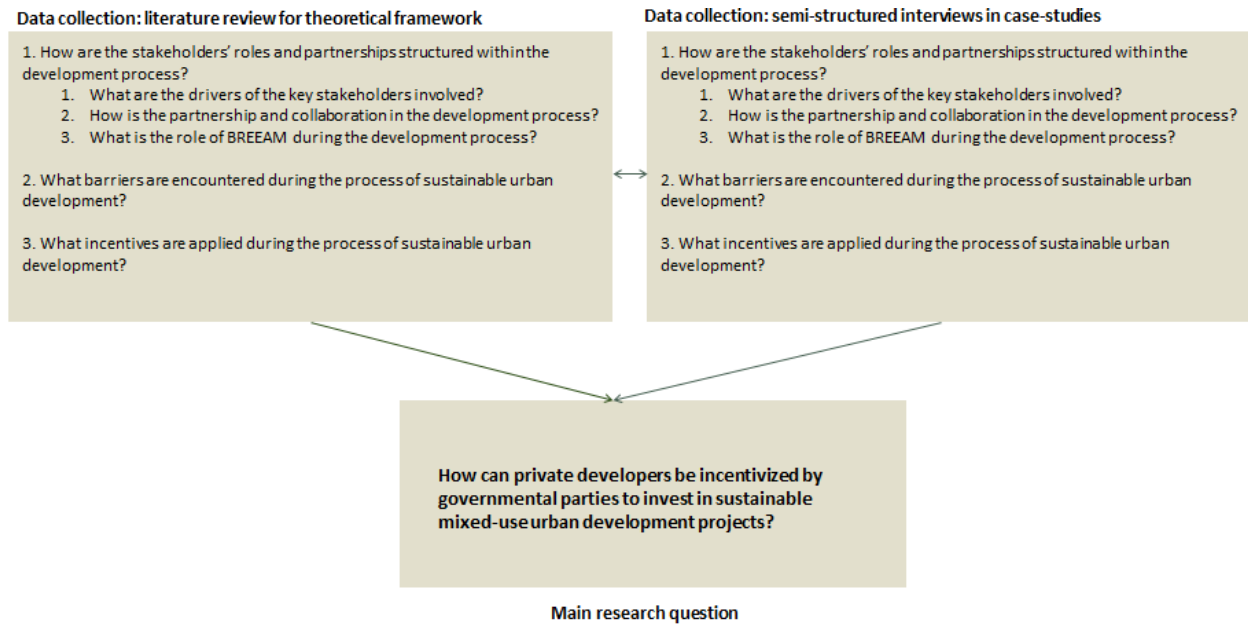 Data collection: literature review for theoretical framework
1. How are the stakeholders' roles and partnerships structured within the
development process?
1. What are the drivers of the key stakeholders involved?
2. How is the partnership and collaboration in the development process?
3. What is the role of BREEAM during the development process?
2. What barriers are encountered during the process of sustainable urban
development?
3. What incentives are applied during the process of sustainable urban
development?
Data collection: semi-structured interviews in case-studies
1. How are the stakeholders' roles and partnerships structured within the
development process?
1. What are the drivers of the key stakeholders involved?
2. How is the partnership and collaboration in the development process?
3. What is the role of BREEAM during the development process?
2. What barriers are encountered during the process of sustainable urban
development?
3. What incentives are applied during the process of sustainable urban
development?
How can private developers be incentivized by
governmental parties to invest in sustainable
mixed-use urban development projects?
Main research question